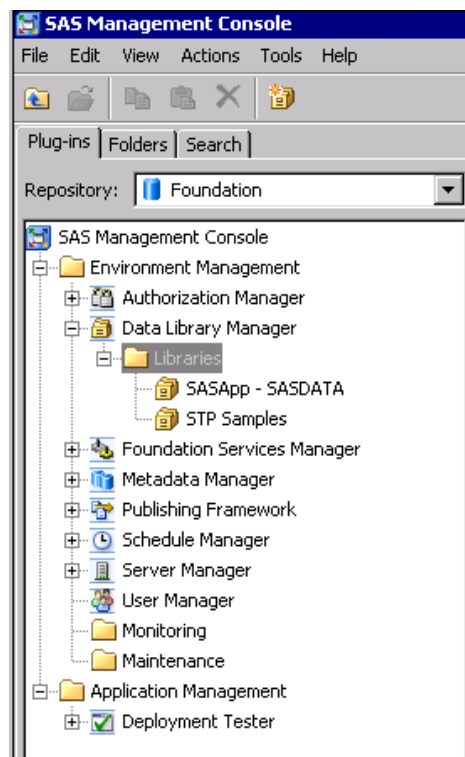 SAS Management Console
File Edit View Actions Tools Help
Plug-ins Folders Search
Repository: Foundation
SAS Management Console
Environment Management
Authorization Manager
Data Library Manager
Libraries
SASApp - SASDATA
STP Samples
Foundation Services Manager
Metadata Manager
Publishing Framework
Schedule Manager
Server Manager
User Manager
Monitoring
Maintenance
Application Management
Deployment Tester